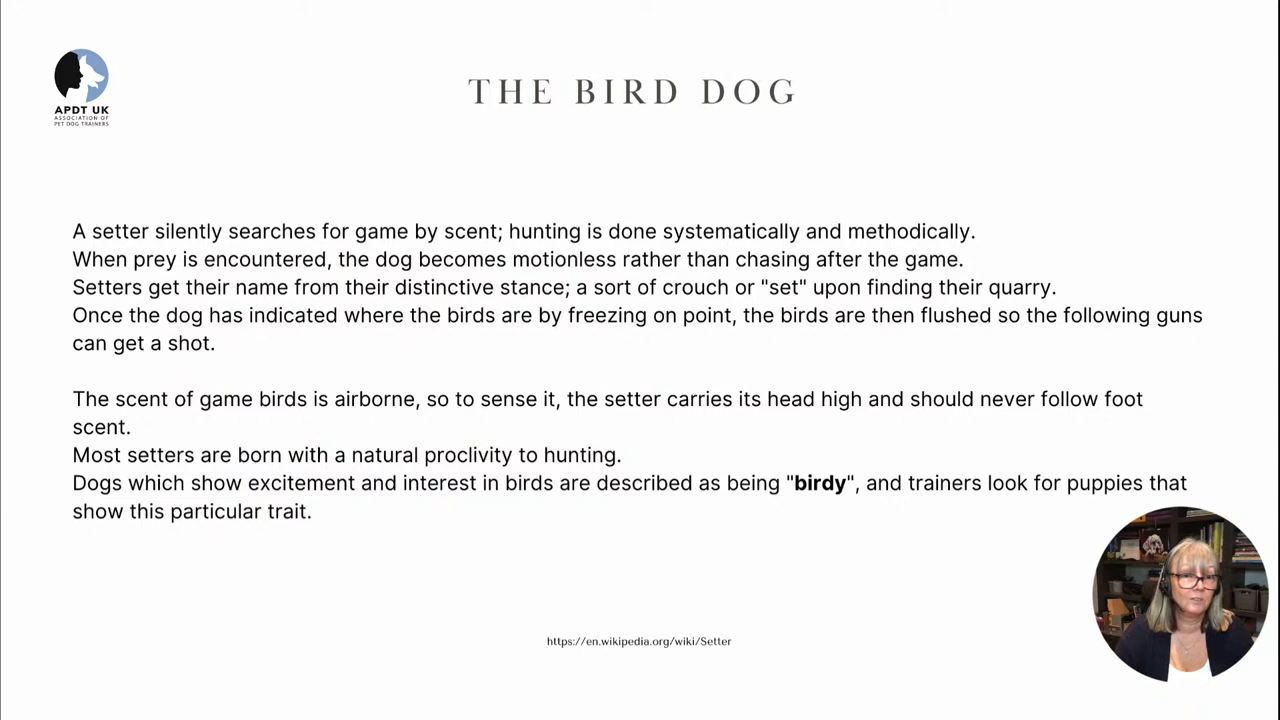 APDT UK
ASSOCIATION OF
PET DOG TRAINERS
THE BIRD DOG
A setter silently searches for game by scent; hunting is done systematically and methodically.
When prey is encountered, the dog becomes motionless rather than chasing after the game.
Setters get their name from their distinctive stance; a sort of crouch or "set" upon finding their quarry.
Once the dog has indicated where the birds are by freezing on point, the birds are then flushed so the following guns
can get a shot.
The scent of game birds is airborne, so to sense it, the setter carries its head high and should never follow foot
scent.
Most setters are born with a natural proclivity to hunting.
Dogs which show excitement and interest in birds are described as being "birdy", and trainers look for puppies that
show this particular trait.
https://en.wikipedia.org/wiki/Setter